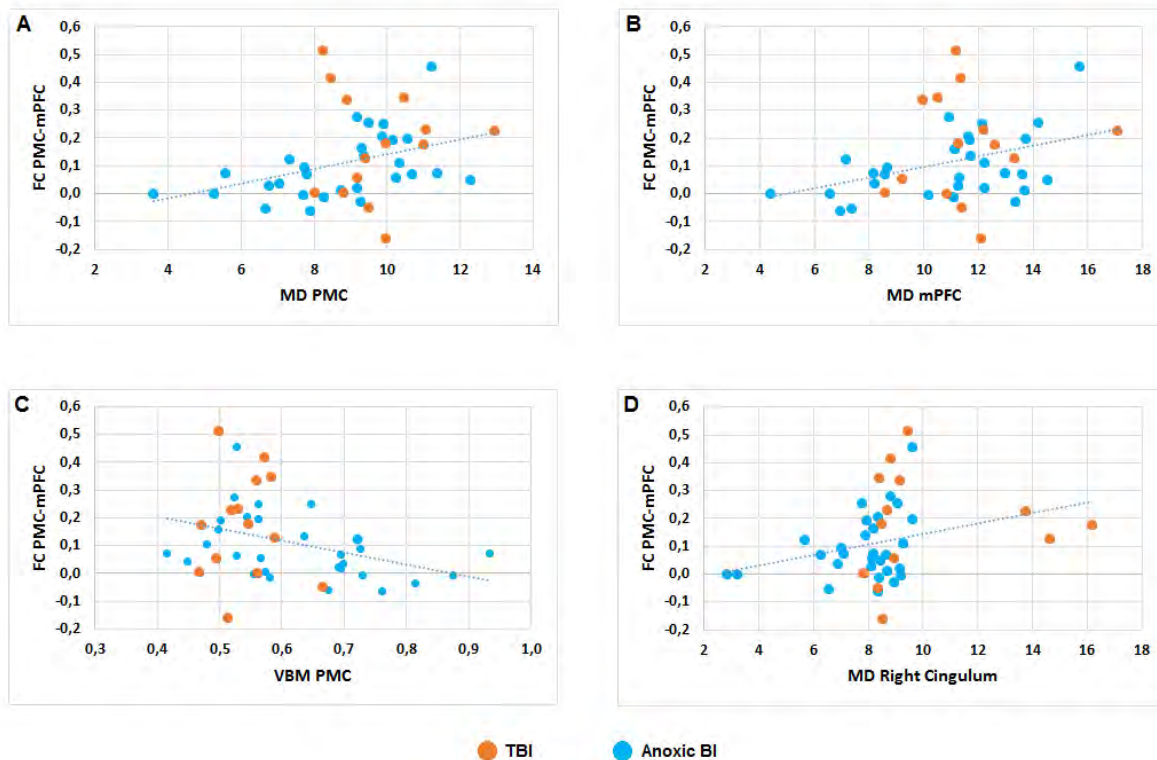 A
FC PMC-mPFC
0,6
0,5
0,4
0,3
0,2
0,1
0,0
-0,1
-0,2
2 4 6 8 10 12 14
MD PMC
B
FC PMC-mPFC
0,6
0,5
0,4
0,3
0,2
0,1
0,0
-0,1
-0,2
2 4 6 8 10 12 14 16 18
MD mPFC
C
FC PMC-mPFC
0,6
0,5
0,4
0,3
0,2
0,1
0,0
-0,1
-0,2
0,3 0,4 0,5 0,6 0,7 0,8 0,9 1,0
VBM PMC
D
FC PMC-mPFC
0,6
0,5
0,4
0,3
0,2
0,1
0,0
-0,1
-0,2
2 4 6 8 10 12 14 16 18
MD Right Cingulum
TBI Anoxic BI